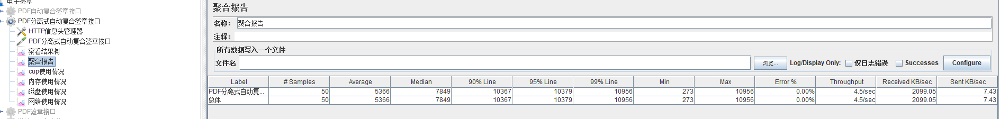 电子签章
PDF自动复合签章接口
PDF分离式自动复合签章接口
HTTP信息头管理器
PDF分离式自动复合签章接口
察看结果树
聚合报告
cup使用情况
内存使用情况
磁盘使用情况
网络使用情况
PDF验章接口
聚合报告
名称： 聚合报告
注释：
所有数据写入一个文件
文件名 浏览... Log/Display Only: 仅日志错误 Successes Configure
Label # Samples Average Median 90% Line 95% Line 99% Line Min Max Error % Throughput Received KB/sec Sent KB/sec
PDF分离式自动复... 50 5366 7849 10367 10379 10956 273 10956 0.00% 4.5/sec 2099.05 7.43
总体 50 5366 7849 10367 10379 10956 273 10956 0.00% 4.5/sec 2099.05 7.43